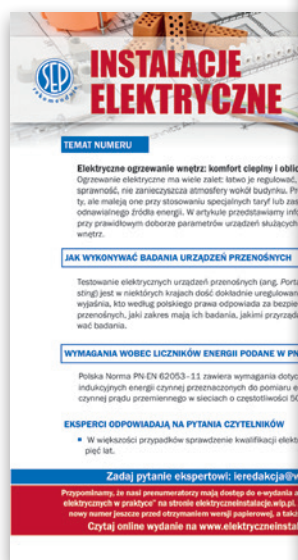 SEP
rekomenduje
INSTALACJE
ELEKTRYCZNE
TEMAT NUMERU
Elektryczne ogrzewanie wnętrz: komfort cieplny i oblic
Ogrzewanie elektryczne ma wiele zalet: łatwo je regulować,
sprawność, nie zanieczyszcza atmosfery wokół budynku. Pr
ty, ale maleją one przy stosowaniu specjalnych taryf lub zas
odnawialnego źródła energii. W artykule przedstawiamy info
przy prawidłowym doborze parametrów urządzeń służących
wnętrz.
JAK WYKONYWAĆ BADANIA URZĄDZEŃ PRZENOŚNYCH
Testowanie elektrycznych urządzeń przenośnych (ang. Porta
sting) jest w niektórych krajach dość dokładnie uregulowan
wyjaśnia, kto według polskiego prawa odpowiada za bezpie
przenośnych, jaki zakres mają ich badania, jakimi przyrząda
wać badania.
WYMAGANIA WOBEC LICZNIKÓW ENERGII PODANE W PN
Polska Norma PN-EN 62053–11 zawiera wymagania dotyc
indukcyjnych energii czynnej przeznaczonych do pomiaru e
czynnej prądu przemiennego w sieciach o częstotliwości 50
EKSPERCI ODPOWIADAJĄ NA PYTANIA CZYTELNIKÓW
▪ W większości przypadków sprawdzenie kwalifikacji elekt
pięć lat.
Zadaj pytanie ekspertowi: ieredakcja@w
Przypominamy, że nasi prenumeratorzy mają dostęp do e-wydania a
elektrycznych w praktyce" na stronie elektryczneinstalacje.wip.pl.
nowy numer jeszcze przed otrzymaniem wersji papierowej, a takż
Czytaj online wydanie na www.elektryczneinstal